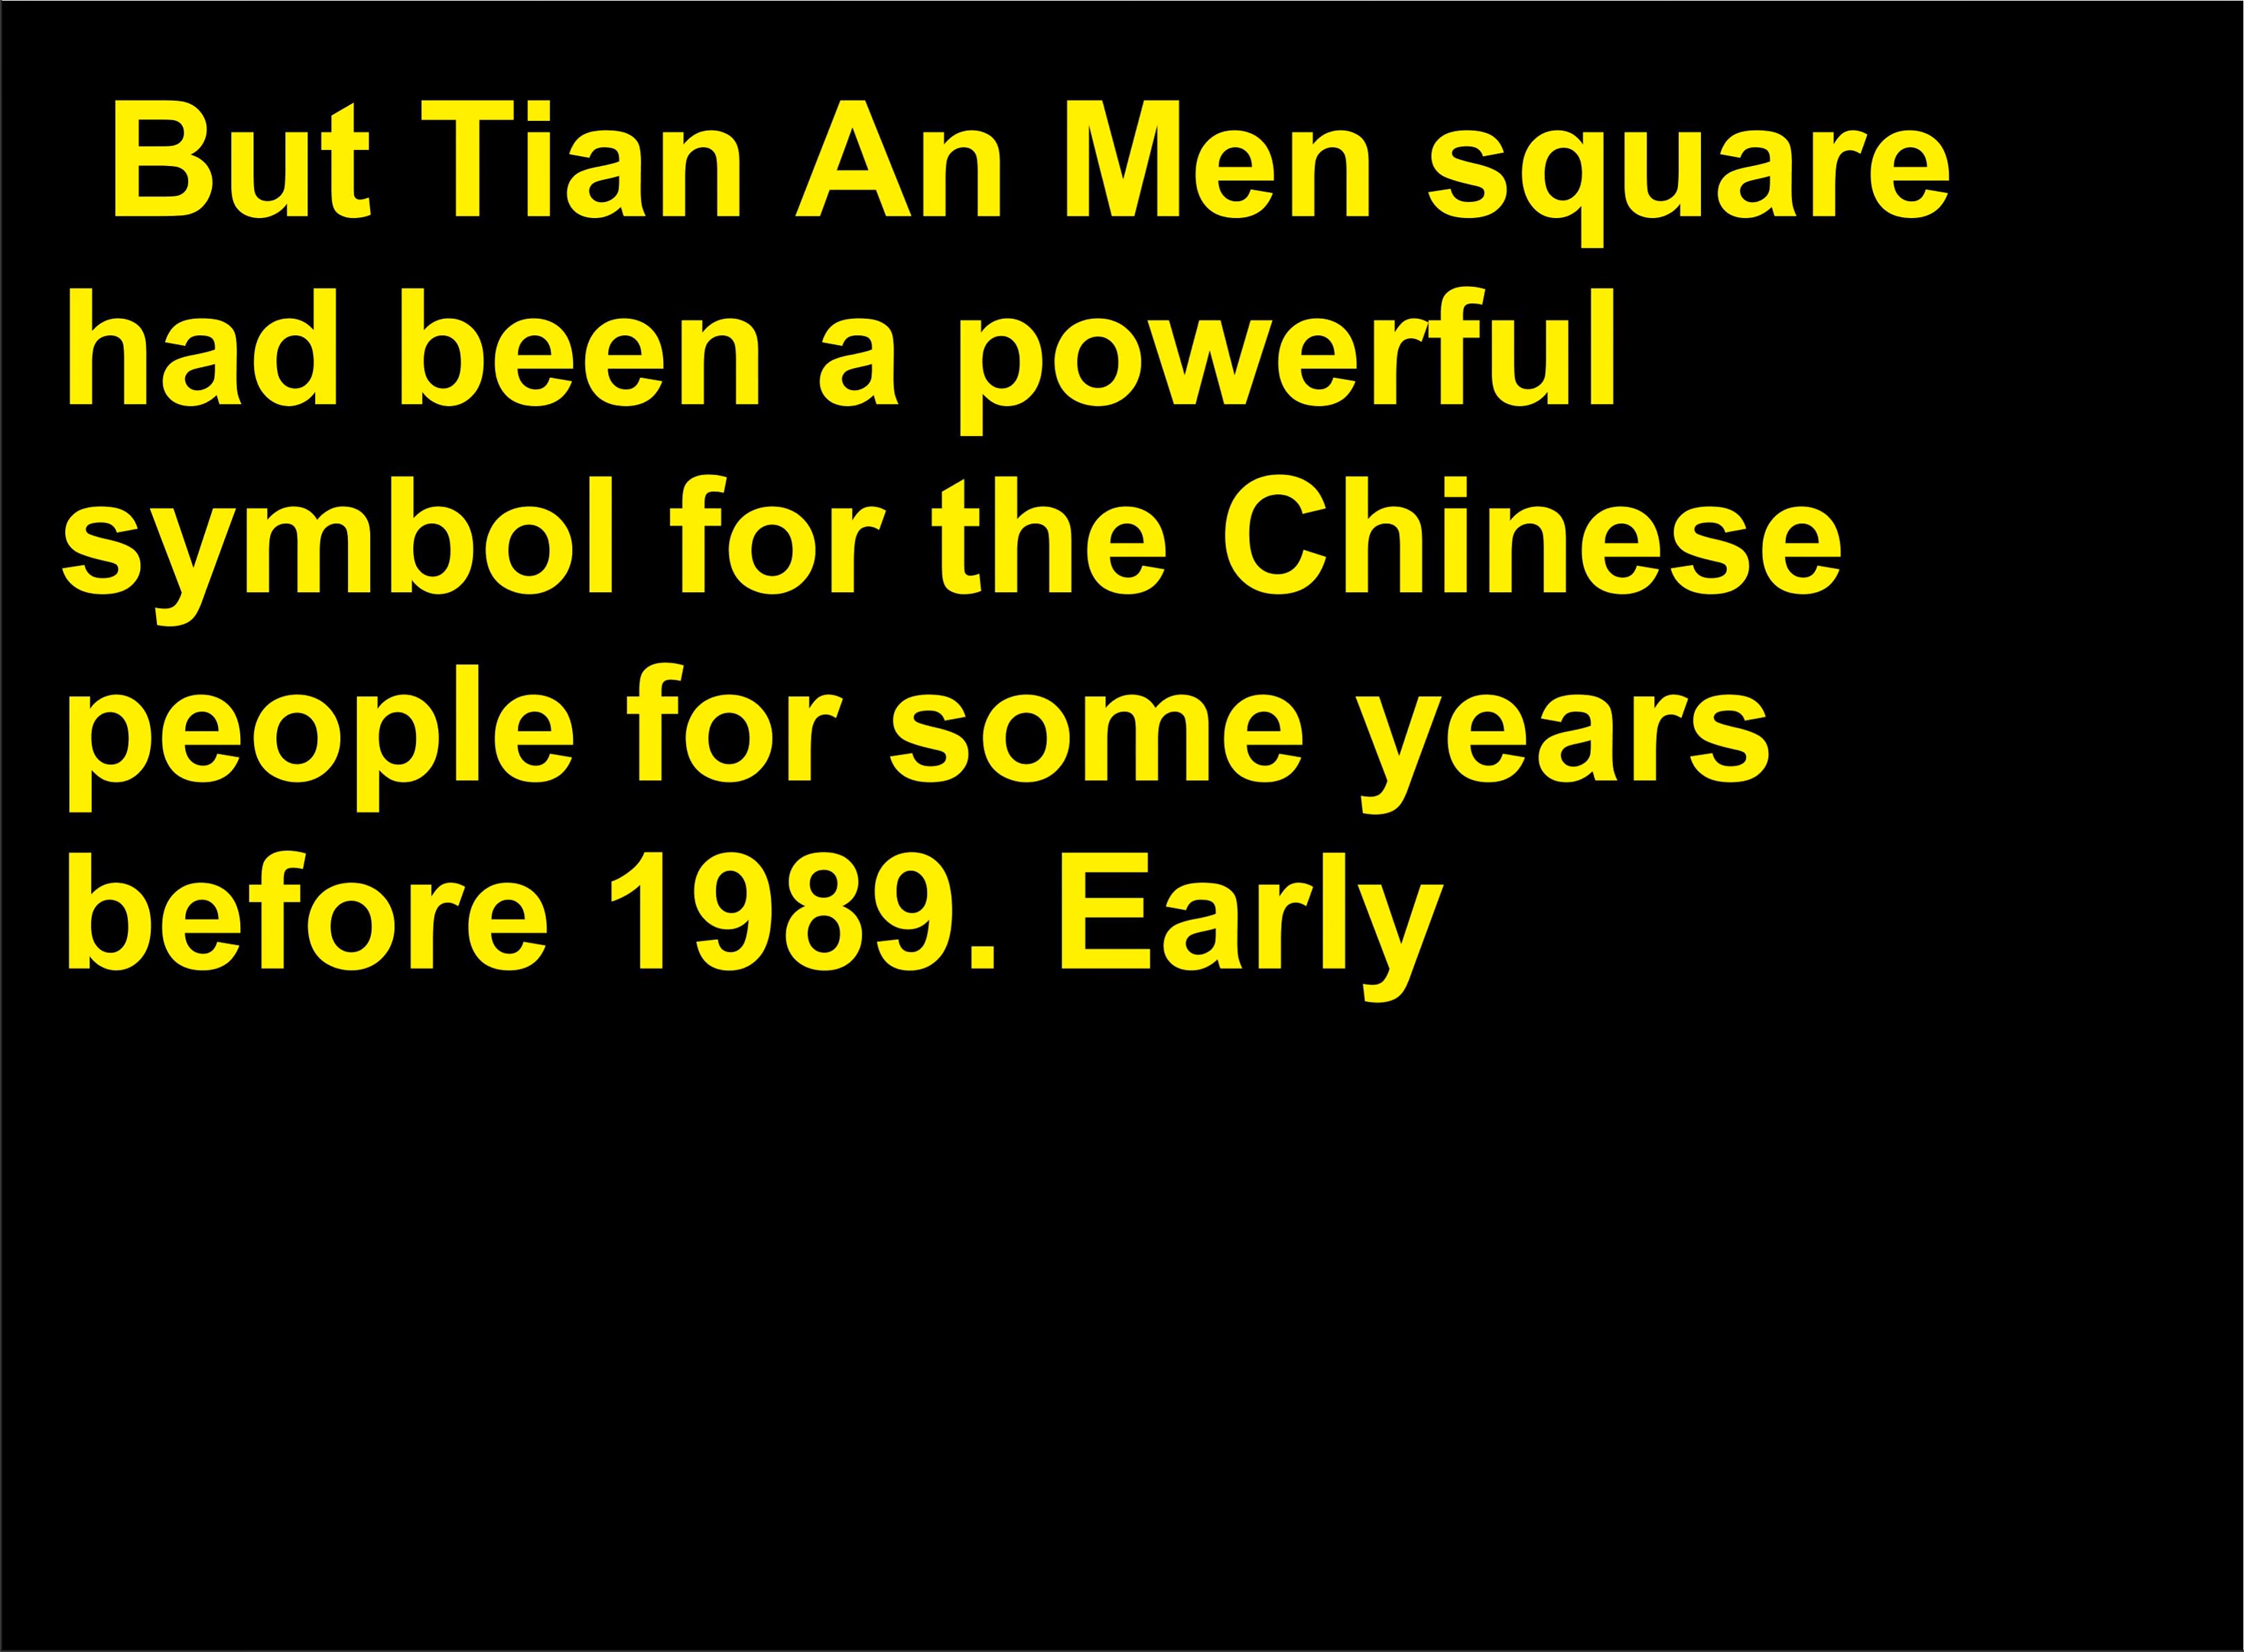 But Tian An Men square
had been a powerful
symbol for the Chinese
people for some years
before 1989. Early